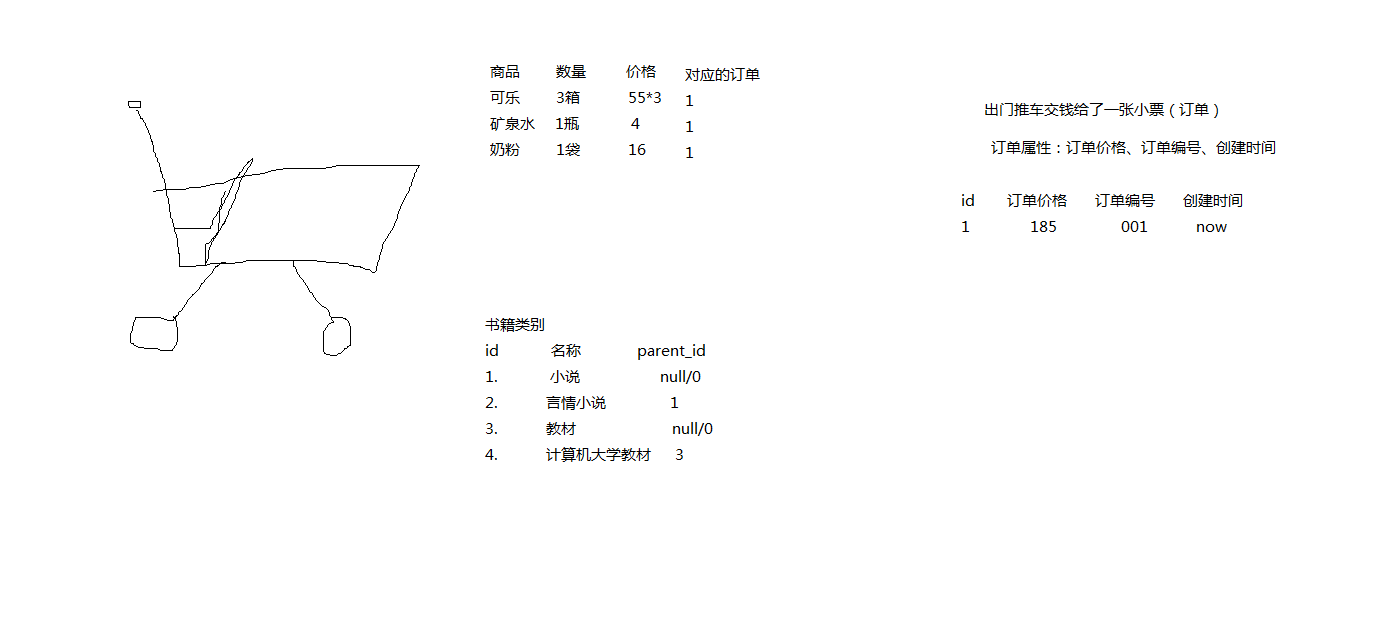 商品 数量 价格 对应的订单
可乐 3箱 55*3 1
矿泉水 1瓶 4 1
奶粉 1袋 16 1
出门推车交钱给了一张小票（订单）
订单属性：订单价格、订单编号、创建时间
id 订单价格 订单编号 创建时间
1 185 001 now
书籍类别
id 名称 parent_id
1. 小说 null/0
2. 言情小说 1
3. 教材 null/0
4. 计算机大学教材 3